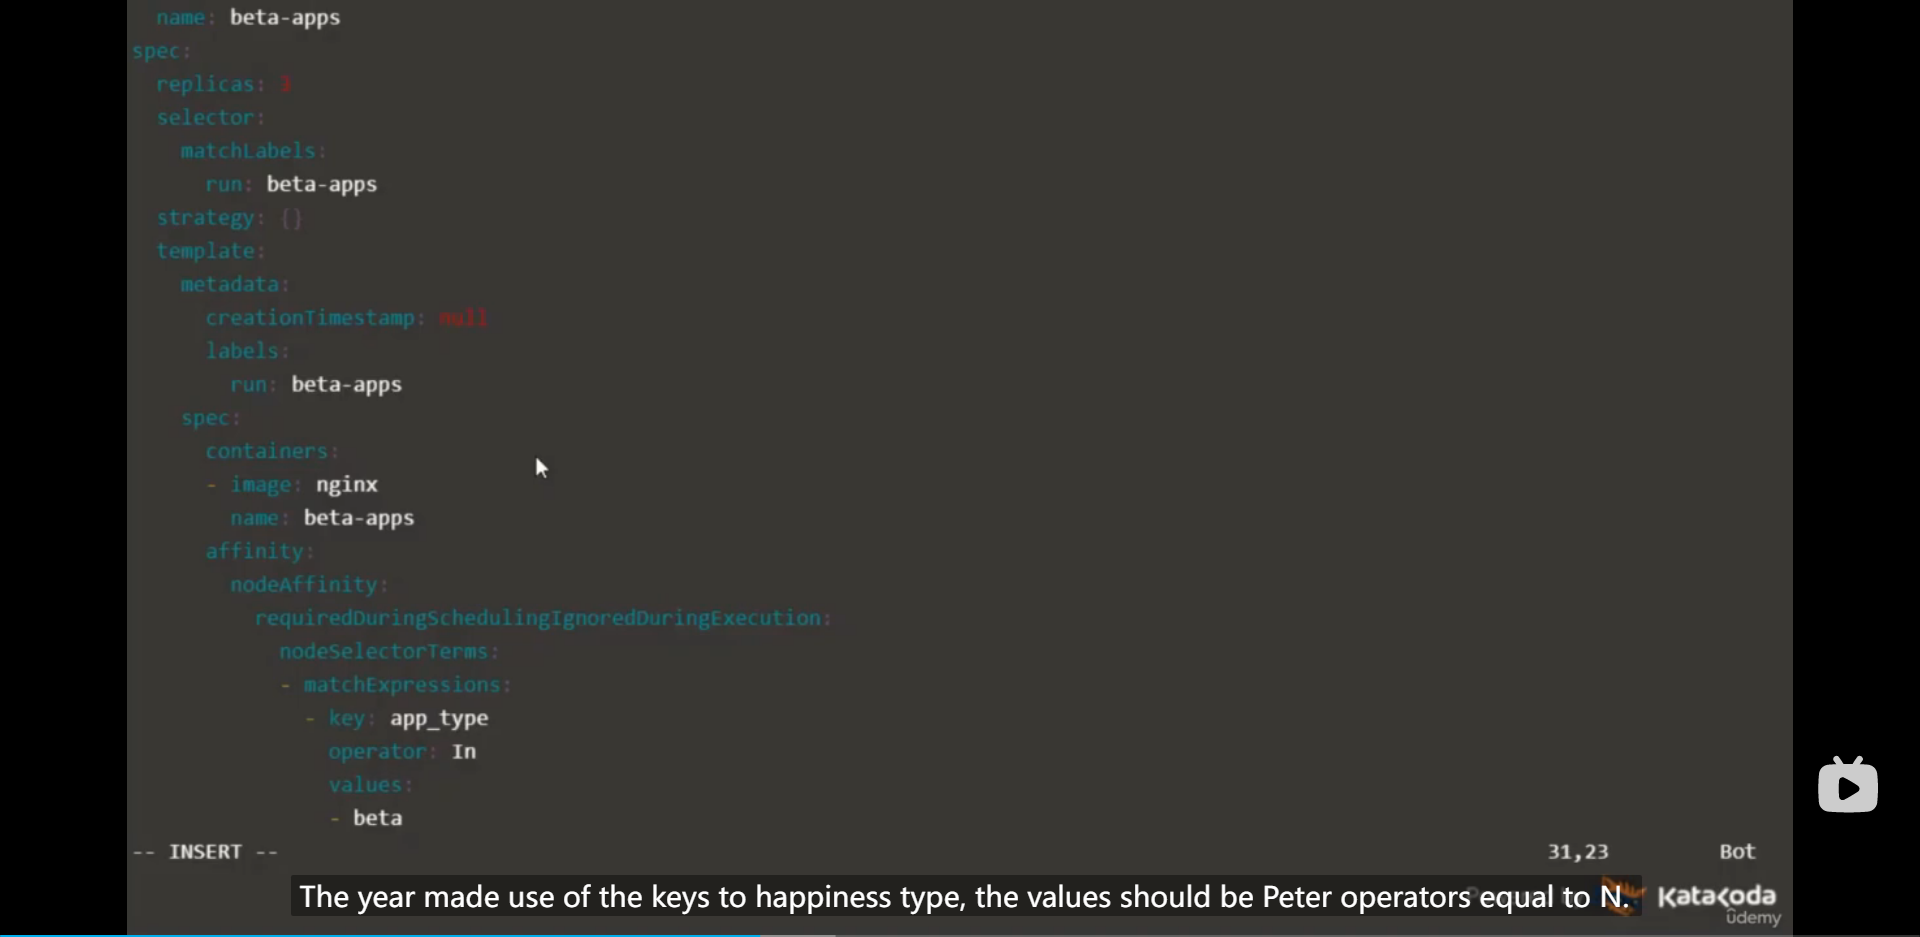 name: beta-apps
spec:
replicas: 3
selector:
matchLabels:
run: beta-apps
strategy: {}
template:
metadata:
creationTimestamp: null
labels:
run: beta-apps
spec:
containers:
- image: nginx
name: beta-apps
affinity:
nodeAffinity:
requiredDuringSchedulingIgnoredDuringExecution:
nodeSelectorTerms:
- matchExpressions:
- key: app_type
operator: In
values:
- beta
-- INSERT -- 31,23 Bot
The year made use of the keys to happiness type, the values should be Peter operators equal to N.
Katacoda
ûdemy